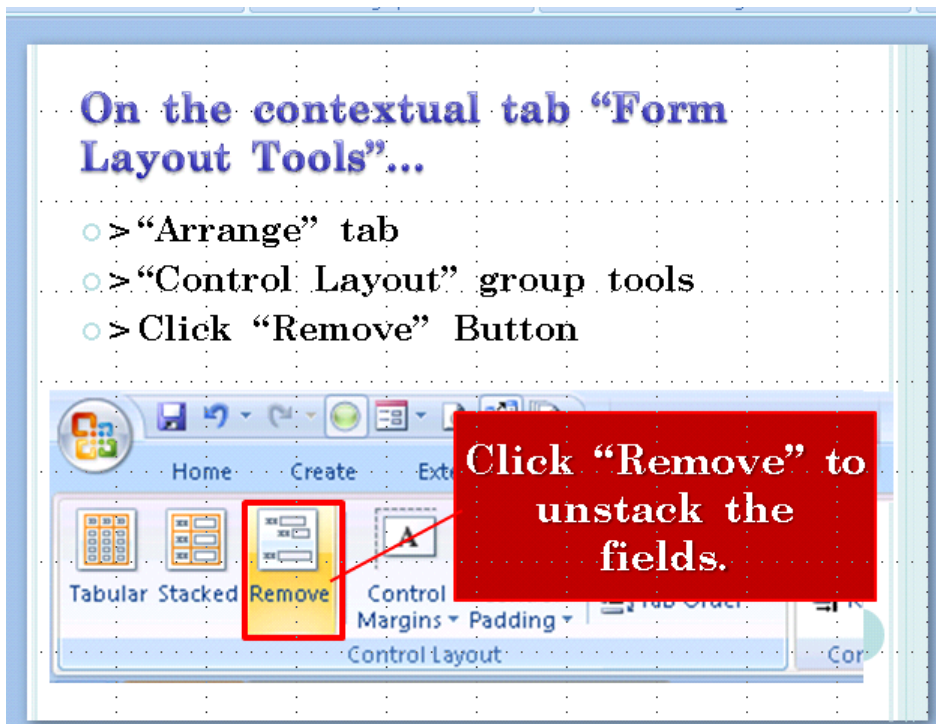 On the contextual tab “Form
Layout Tools”...
>“Arrange” tab
>“Control Layout” group tools
>Click “Remove” Button
Home Create
Click “Remove” to
unstack the
fields.
Tabular Stacked Remove Control
Margins Padding
Control Layout